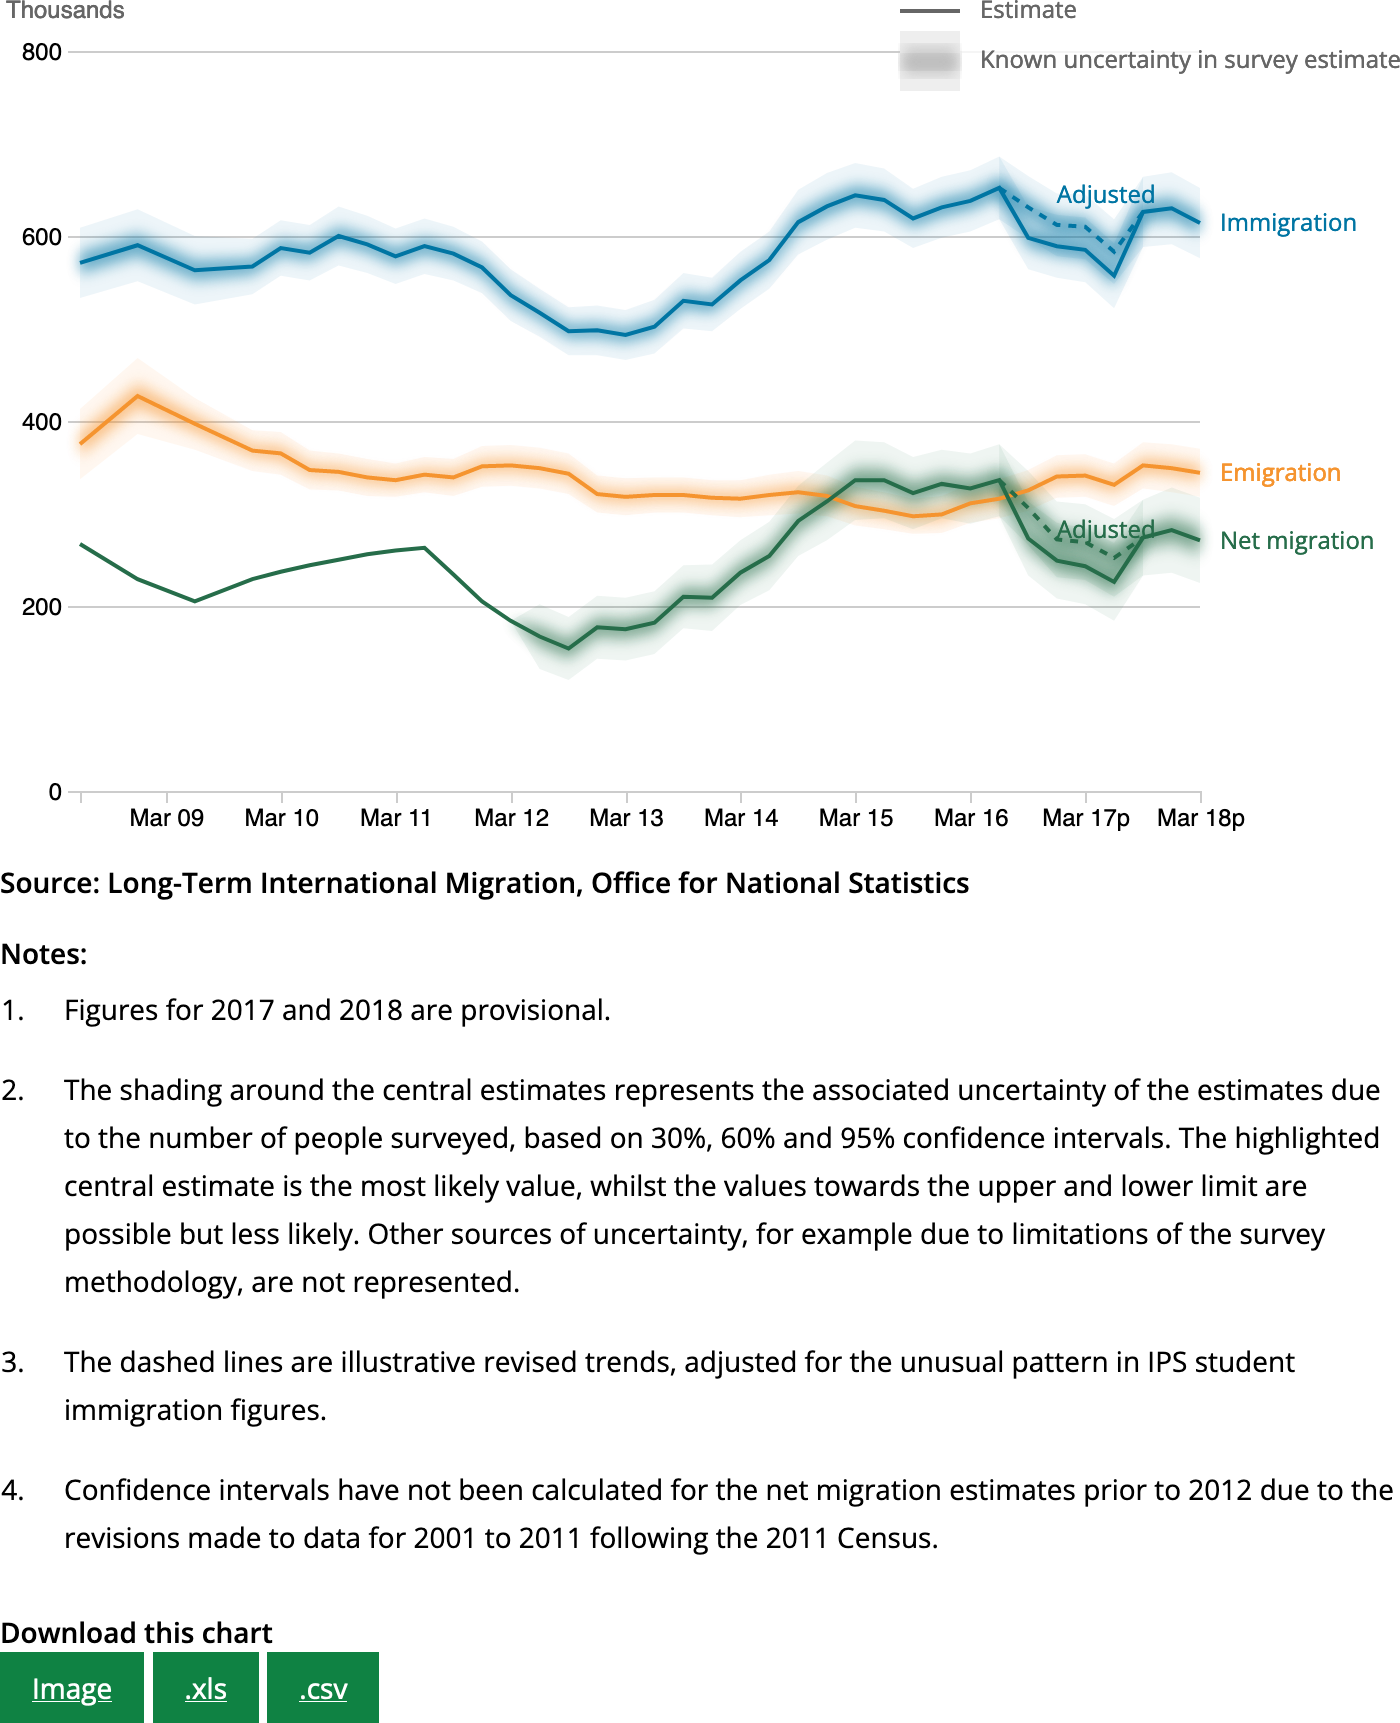 Thousands
Estimate
Known uncertainty in survey estimate
800
600
400
200
0
Adjusted
Immigration
Emigration
Adjusted
Net migration
Mar 09 Mar 10 Mar 11 Mar 12 Mar 13 Mar 14 Mar 15 Mar 16 Mar 17p Mar 18p
Source: Long-Term International Migration, Office for National Statistics
Notes:
1. Figures for 2017 and 2018 are provisional.
2. The shading around the central estimates represents the associated uncertainty of the estimates due
to the number of people surveyed, based on 30%, 60% and 95% confidence intervals. The highlighted
central estimate is the most likely value, whilst the values towards the upper and lower limit are
possible but less likely. Other sources of uncertainty, for example due to limitations of the survey
methodology, are not represented.
3. The dashed lines are illustrative revised trends, adjusted for the unusual pattern in IPS student
immigration figures.
4. Confidence intervals have not been calculated for the net migration estimates prior to 2012 due to the
revisions made to data for 2001 to 2011 following the 2011 Census.
Download this chart
Image .xls .csv